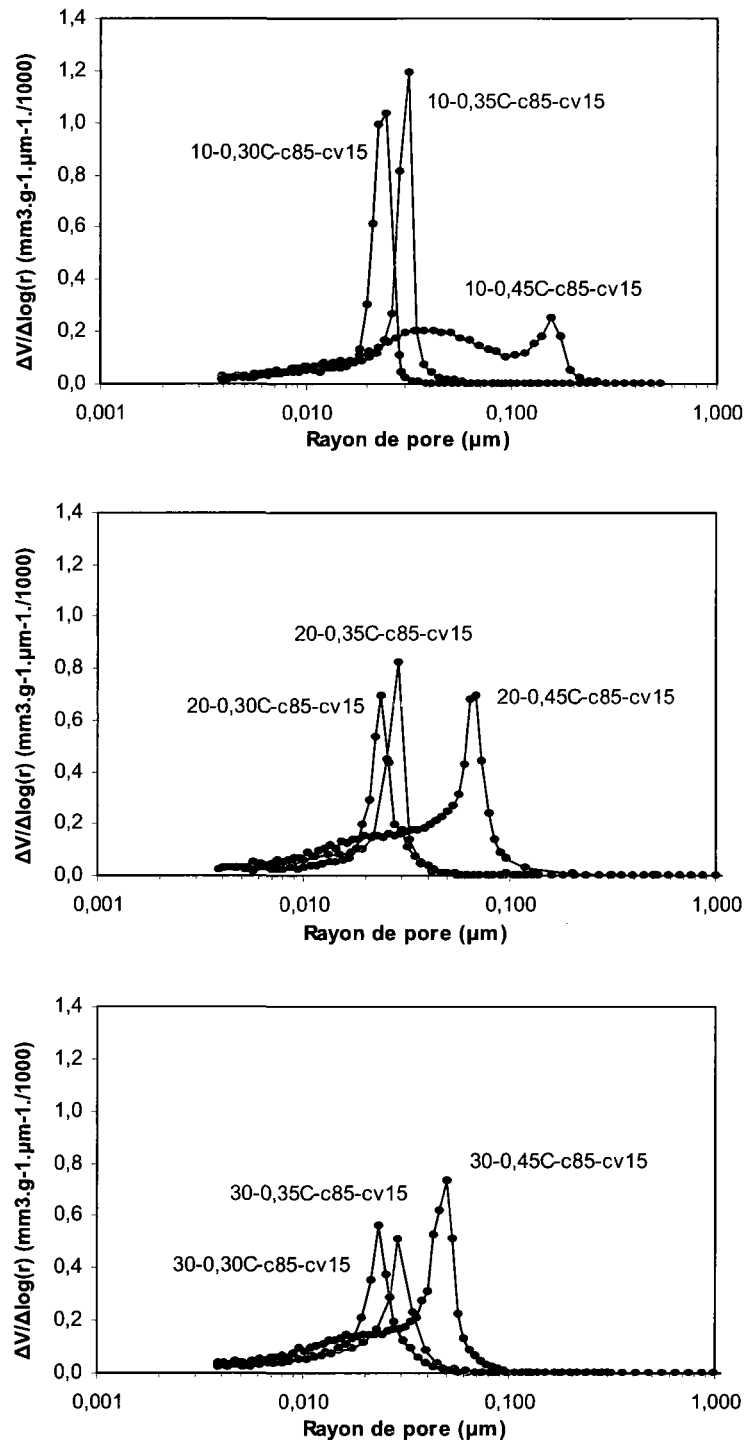 ΔV/Δlog(r) (mm3.g-1.µm-1./1000)
1,4
1,2
1,0
0,8
0,6
0,4
0,2
0,0
10-0,35C-c85-cv15
10-0,30C-c85-cv15
10-0,45C-c85-cv15
0,001 0,010 0,100 1,000
Rayon de pore (µm)
ΔV/Δlog(r) (mm3.g-1.µm-1./1000)
1,4
1,2
1,0
0,8
0,6
0,4
0,2
0,0
20-0,35C-c85-cv15
20-0,30C-c85-cv15 20-0,45C-c85-cv15
0,001 0,010 0,100 1,000
Rayon de pore (µm)
ΔV/Δlog(r) (mm3.g-1.µm-1./1000)
1,4
1,2
1,0
0,8
0,6
0,4
0,2
0,0
30-0,45C-c85-cv15
30-0,35C-c85-cv15
30-0,30C-c85-cv15
0,001 0,010 0,100 1,000
Rayon de pore (µm)